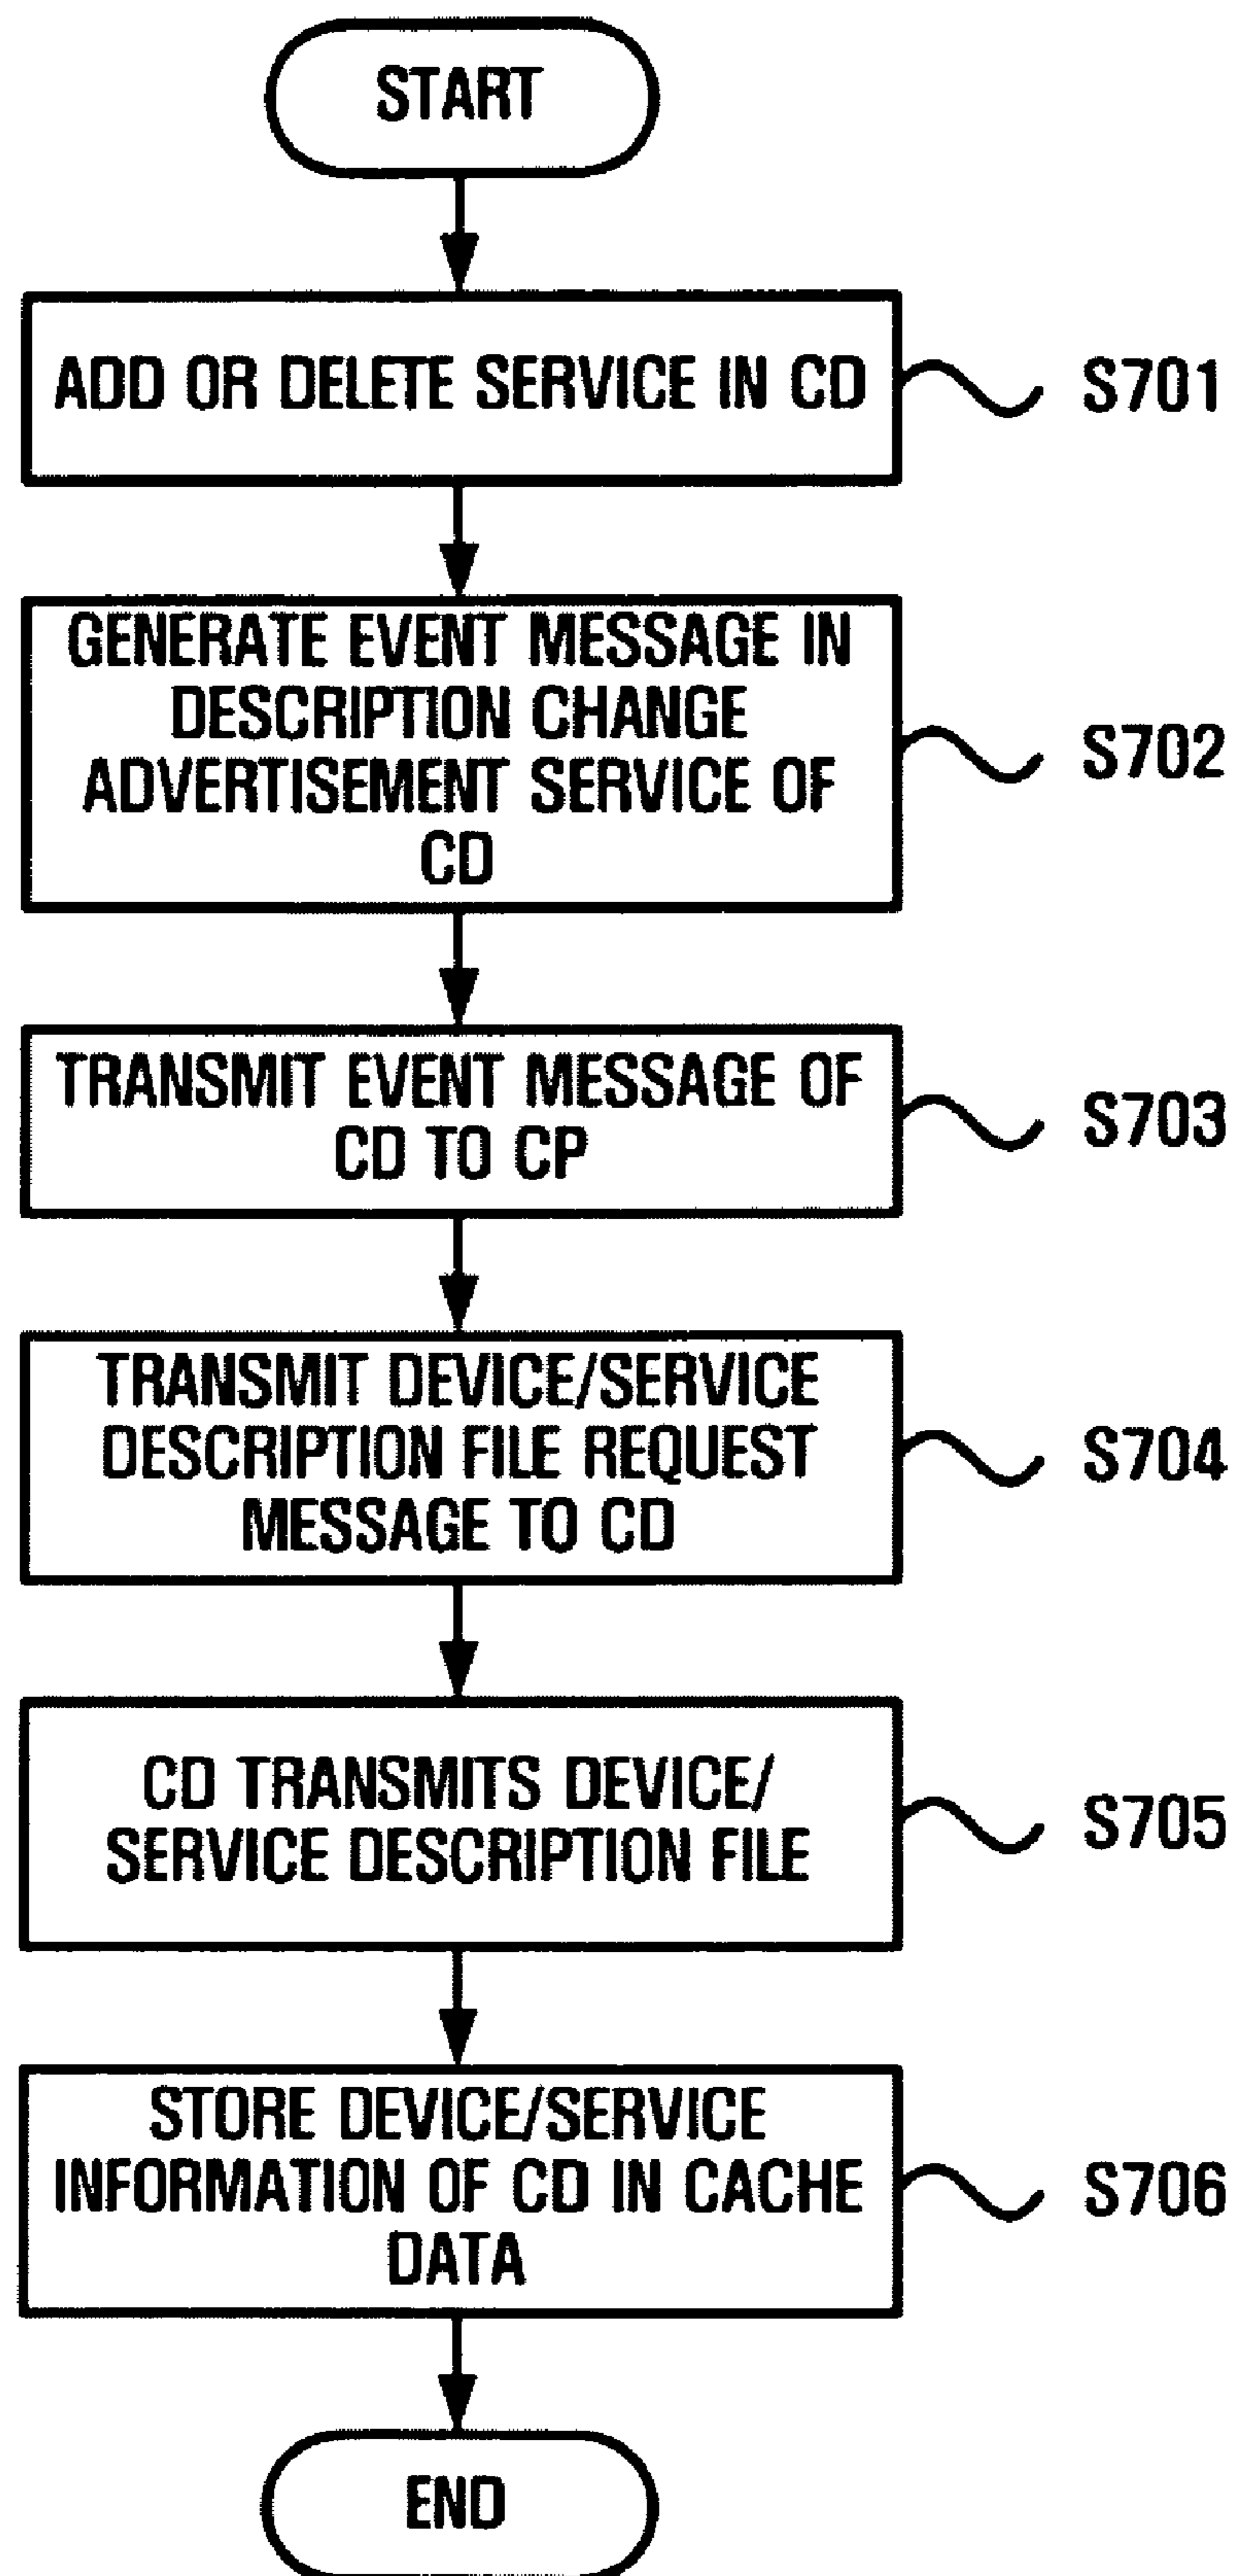 START
ADD OR DELETE SERVICE IN CD
S701
GENERATE EVENT MESSAGE IN
DESCRIPTION CHANGE
ADVERTISEMENT SERVICE OF
CD
S702
TRANSMIT EVENT MESSAGE OF
CD TO CP
S703
TRANSMIT DEVICE/SERVICE
DESCRIPTION FILE REQUEST
MESSAGE TO CD
S704
CD TRANSMITS DEVICE/
SERVICE DESCRIPTION FILE
S705
STORE DEVICE/SERVICE
INFORMATION OF CD IN CACHE
DATA
S706
END